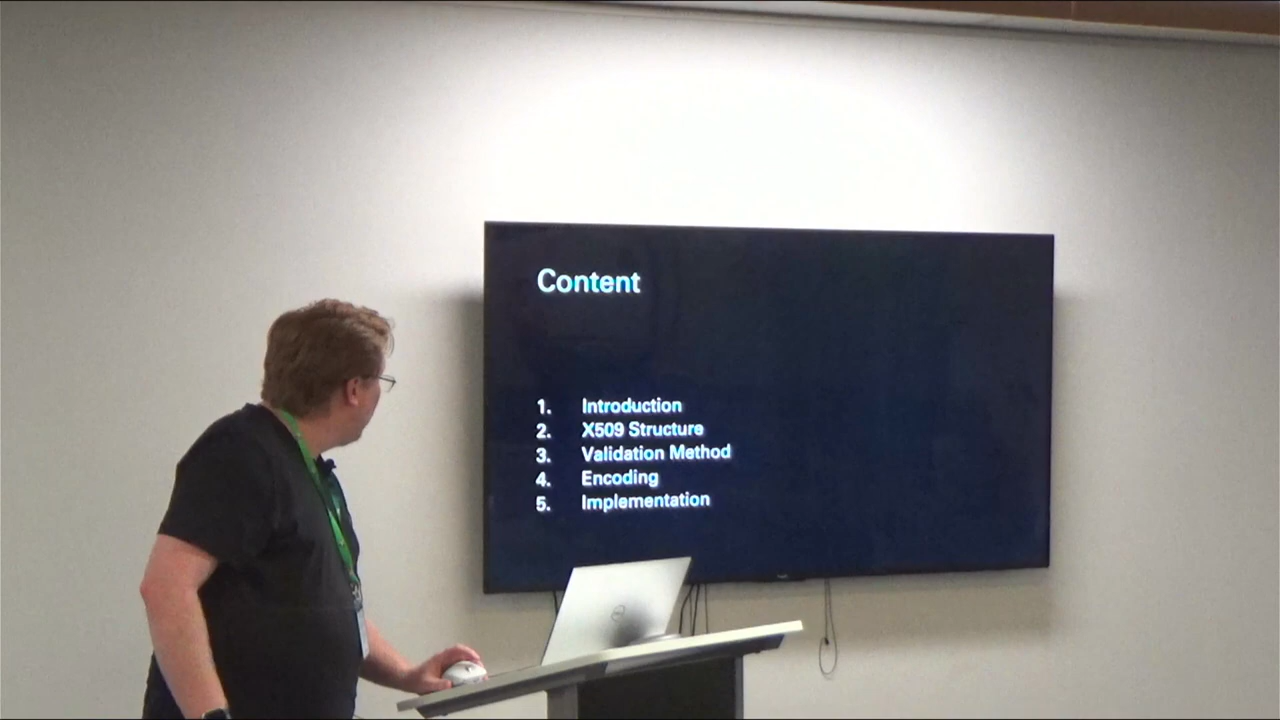 Content
1. Introduction
2. X509 Structure
3. Validation Method
4. Encoding
5. Implementation